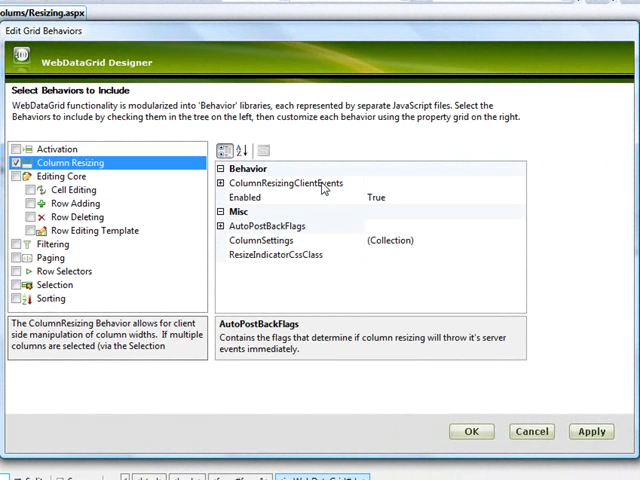 olums/Resizing.aspx
Edit Grid Behaviors
WebDataGrid Designer
Select Behaviors to Include
WebDataGrid functionality is modularized into 'Behavior' libraries, each represented by separate JavaScript files. Select the
Behaviors to include by checking them in the tree on the left, then customize each behavior using the property grid on the right.
Activation
Column Resizing
Editing Core
Cell Editing
Row Adding
Row Deleting
Row Editing Template
Filtering
Paging
Row Selectors
Selection
Sorting
Behavior
ColumnResizingClientEvents
Enabled True
Misc
AutoPostBackFlags
ColumnSettings (Collection)
ResizeIndicatorCssClass
The ColumnResizing Behavior allows for client
side manipulation of column widths. If multiple
columns are selected (via the Selection
AutoPostBackFlags
Contains the flags that determine if column resizing will throw it's server
events immediately.
OK Cancel Apply